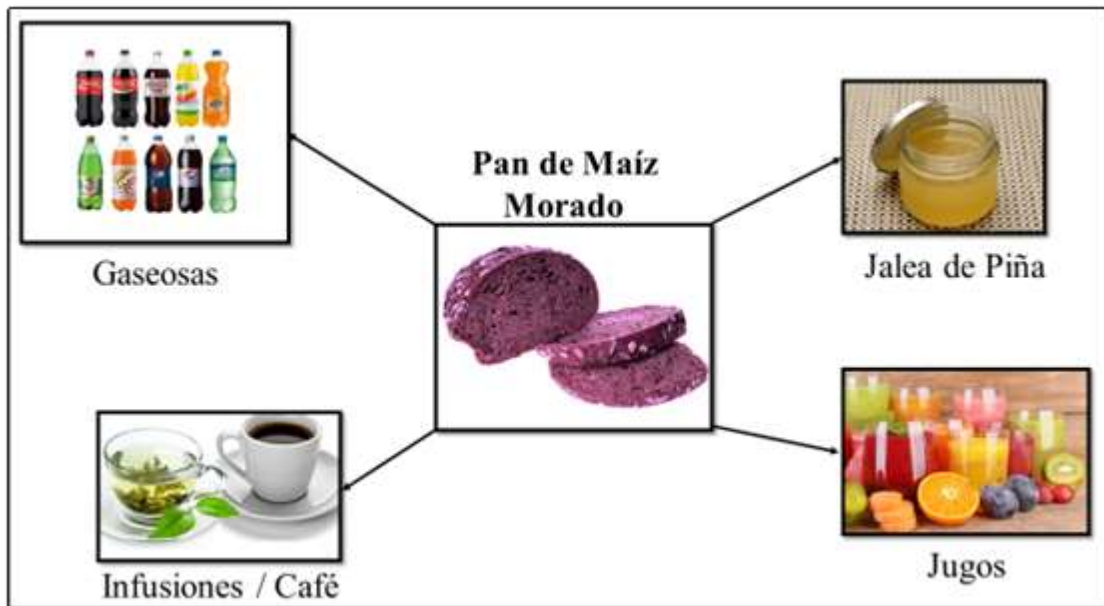 Pan de Maíz
Morado
Gaseosas
Jalea de Piña
Infusiones / Café
Jugos